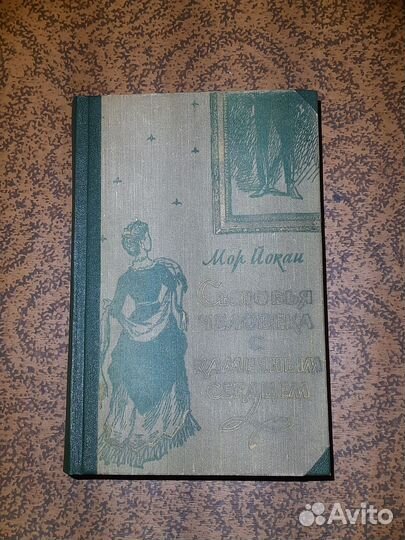 Мор Йокаи
Сыновья
человека
с
каменным
сердцем
Avito